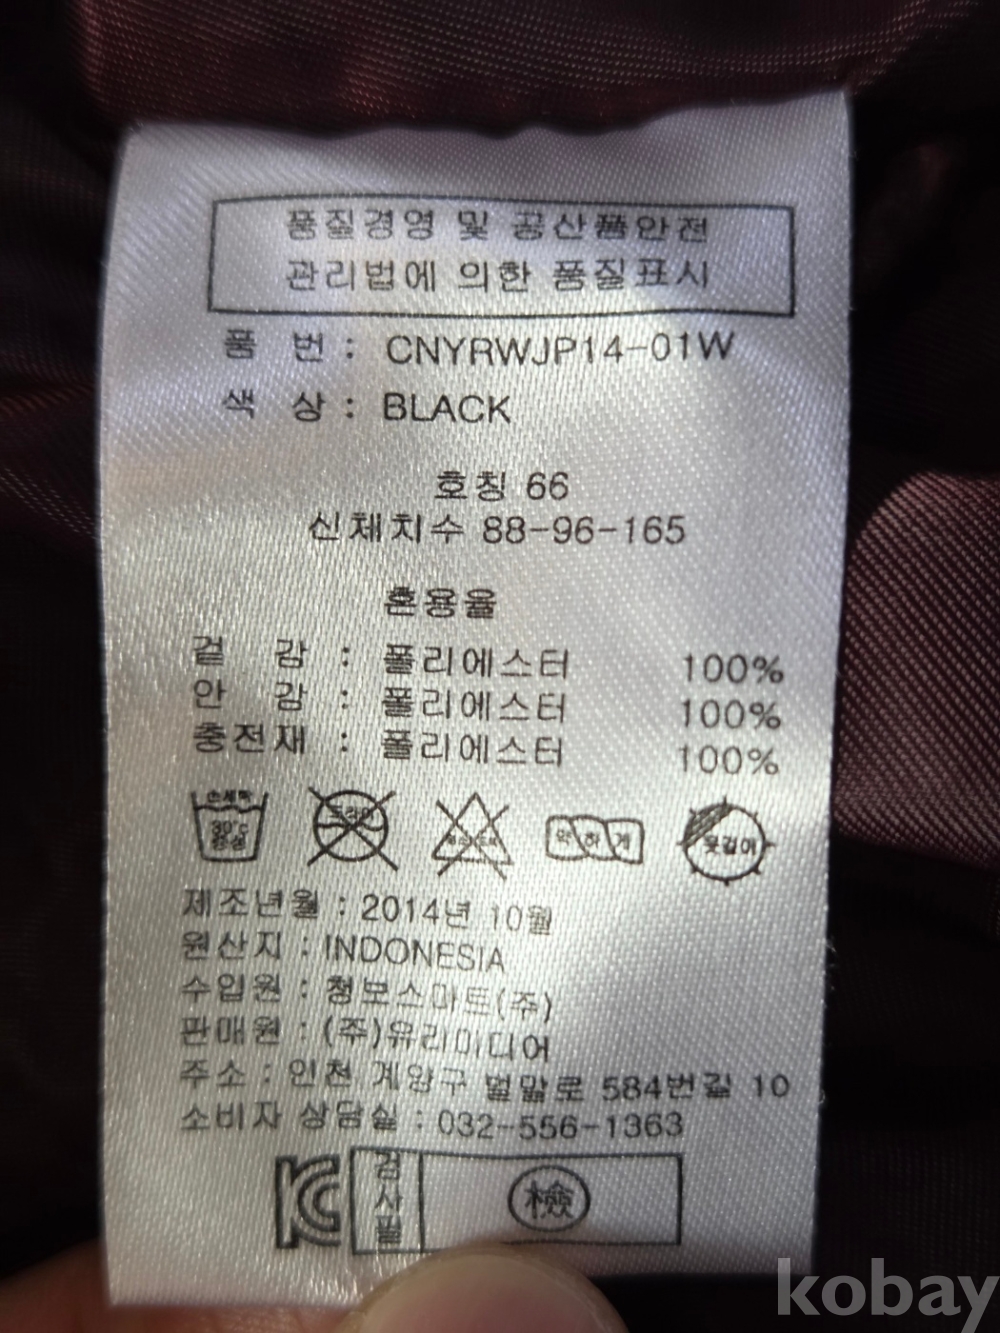 품질경영 및 공산품안전
관리법에 의한 품질표시
품 번 : CNYRWJP14-01W
색 상 : BLACK
호칭 66
신체치수 88-96-165
혼용율
겉 감 : 폴리에스터 100%
안 감 : 폴리에스터 100%
충전재 : 폴리에스터 100%
손세탁 30℃ 중성
드라이
약하게
옷걸이
제조년월 : 2014년 10월
원산지 : INDONESIA
수입원 : 청보스마트(주)
판매원 : (주)유리미디어
주소 : 인천 계양구 벌말로 584번길 10
소비자 상담실 : 032-556-1363
KC 검사필 檢
kobay